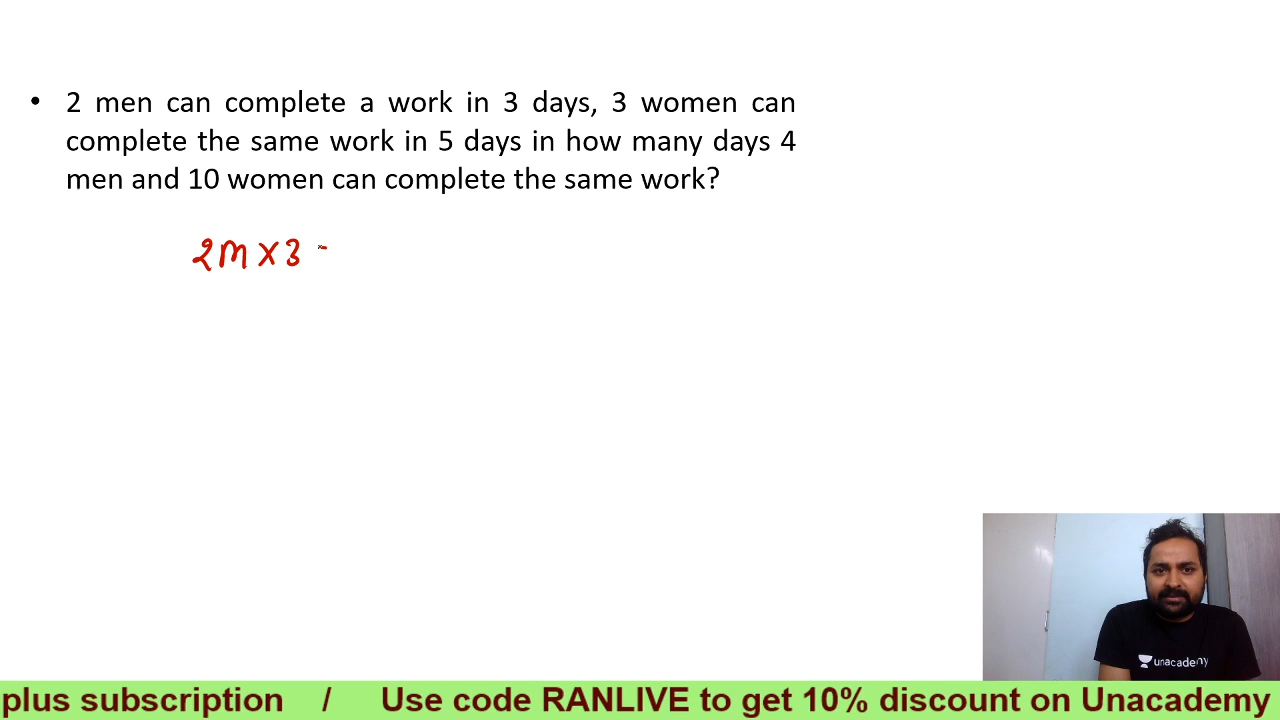 • 2 men can complete a work in 3 days, 3 women can
complete the same work in 5 days in how many days 4
men and 10 women can complete the same work?
2m×3 -
unacademy
plus subscription / Use code RANLIVE to get 10% discount on Unacademy